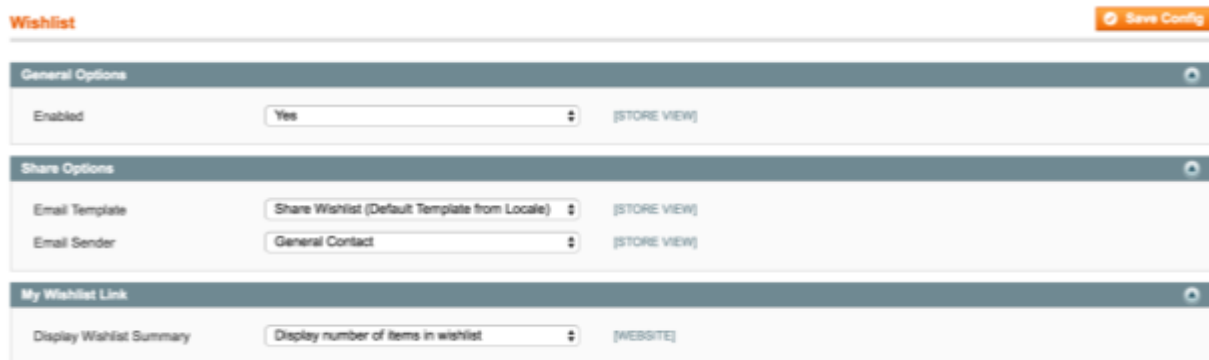 Wishlist
Save Config
General Options
Enabled Yes [STORE VIEW]
Share Options
Email Template Share Wishlist (Default Template from Locale) [STORE VIEW]
Email Sender General Contact [STORE VIEW]
My Wishlist Link
Display Wishlist Summary Display number of items in wishlist [WEBSITE]